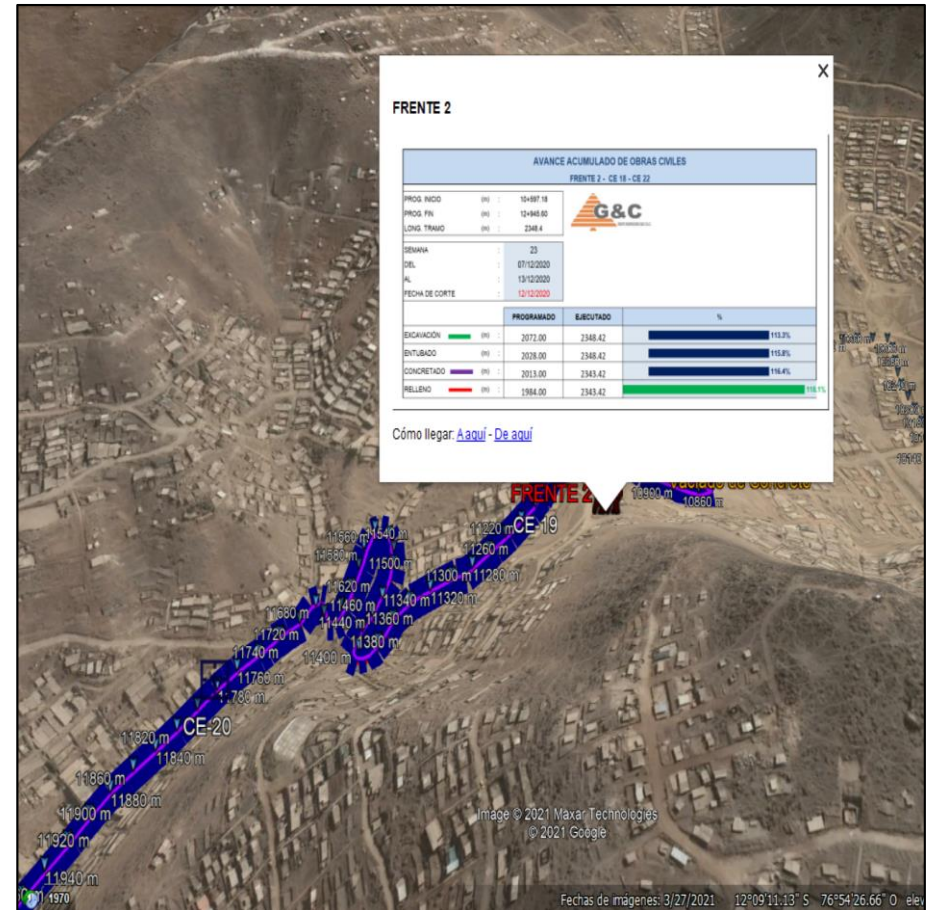 X
FRENTE 2
AVANCE ACUMULADO DE OBRAS CIVILES
FRENTE 2 - CE 18 - CE 22
PROG. INICIO (m) : 10+597.18
PROG. FIN (m) : 12+945.60
LONG. TRAMO (m) : 2348.4
G&C
SEMANA : 23
DEL : 07/12/2020
AL : 13/12/2020
FECHA DE CORTE : 12/12/2020
PROGRAMADO EJECUTADO %
EXCAVACIÓN (m) : 2072.00 2348.42 113.3%
ENTUBADO (m) : 2028.00 2348.42 115.8%
CONCRETADO (m) : 2013.00 2343.42 116.4%
RELLENO (m) : 1984.00 2343.42 118.1%
Cómo llegar: A aquí - De aquí
FRENTE 2
Vaciado de Concreto
10900 m
10860 m
11220 m
CE-19
11560 m
11540 m
11580 m
11260 m
11500 m
11300 m
11280 m
11620 m
11460 m
11340 m
11320 m
11680 m
11440 m
11360 m
11720 m
11380 m
11740 m
11400 m
11760 m
11780 m
CE-20
11820 m
11840 m
11860 m
11880 m
11900 m
11920 m
11940 m
1970
Image © 2021 Maxar Technologies
© 2021 Google
Fechas de imágenes: 3/27/2021 12°09'11.13" S 76°54'26.66" O elev